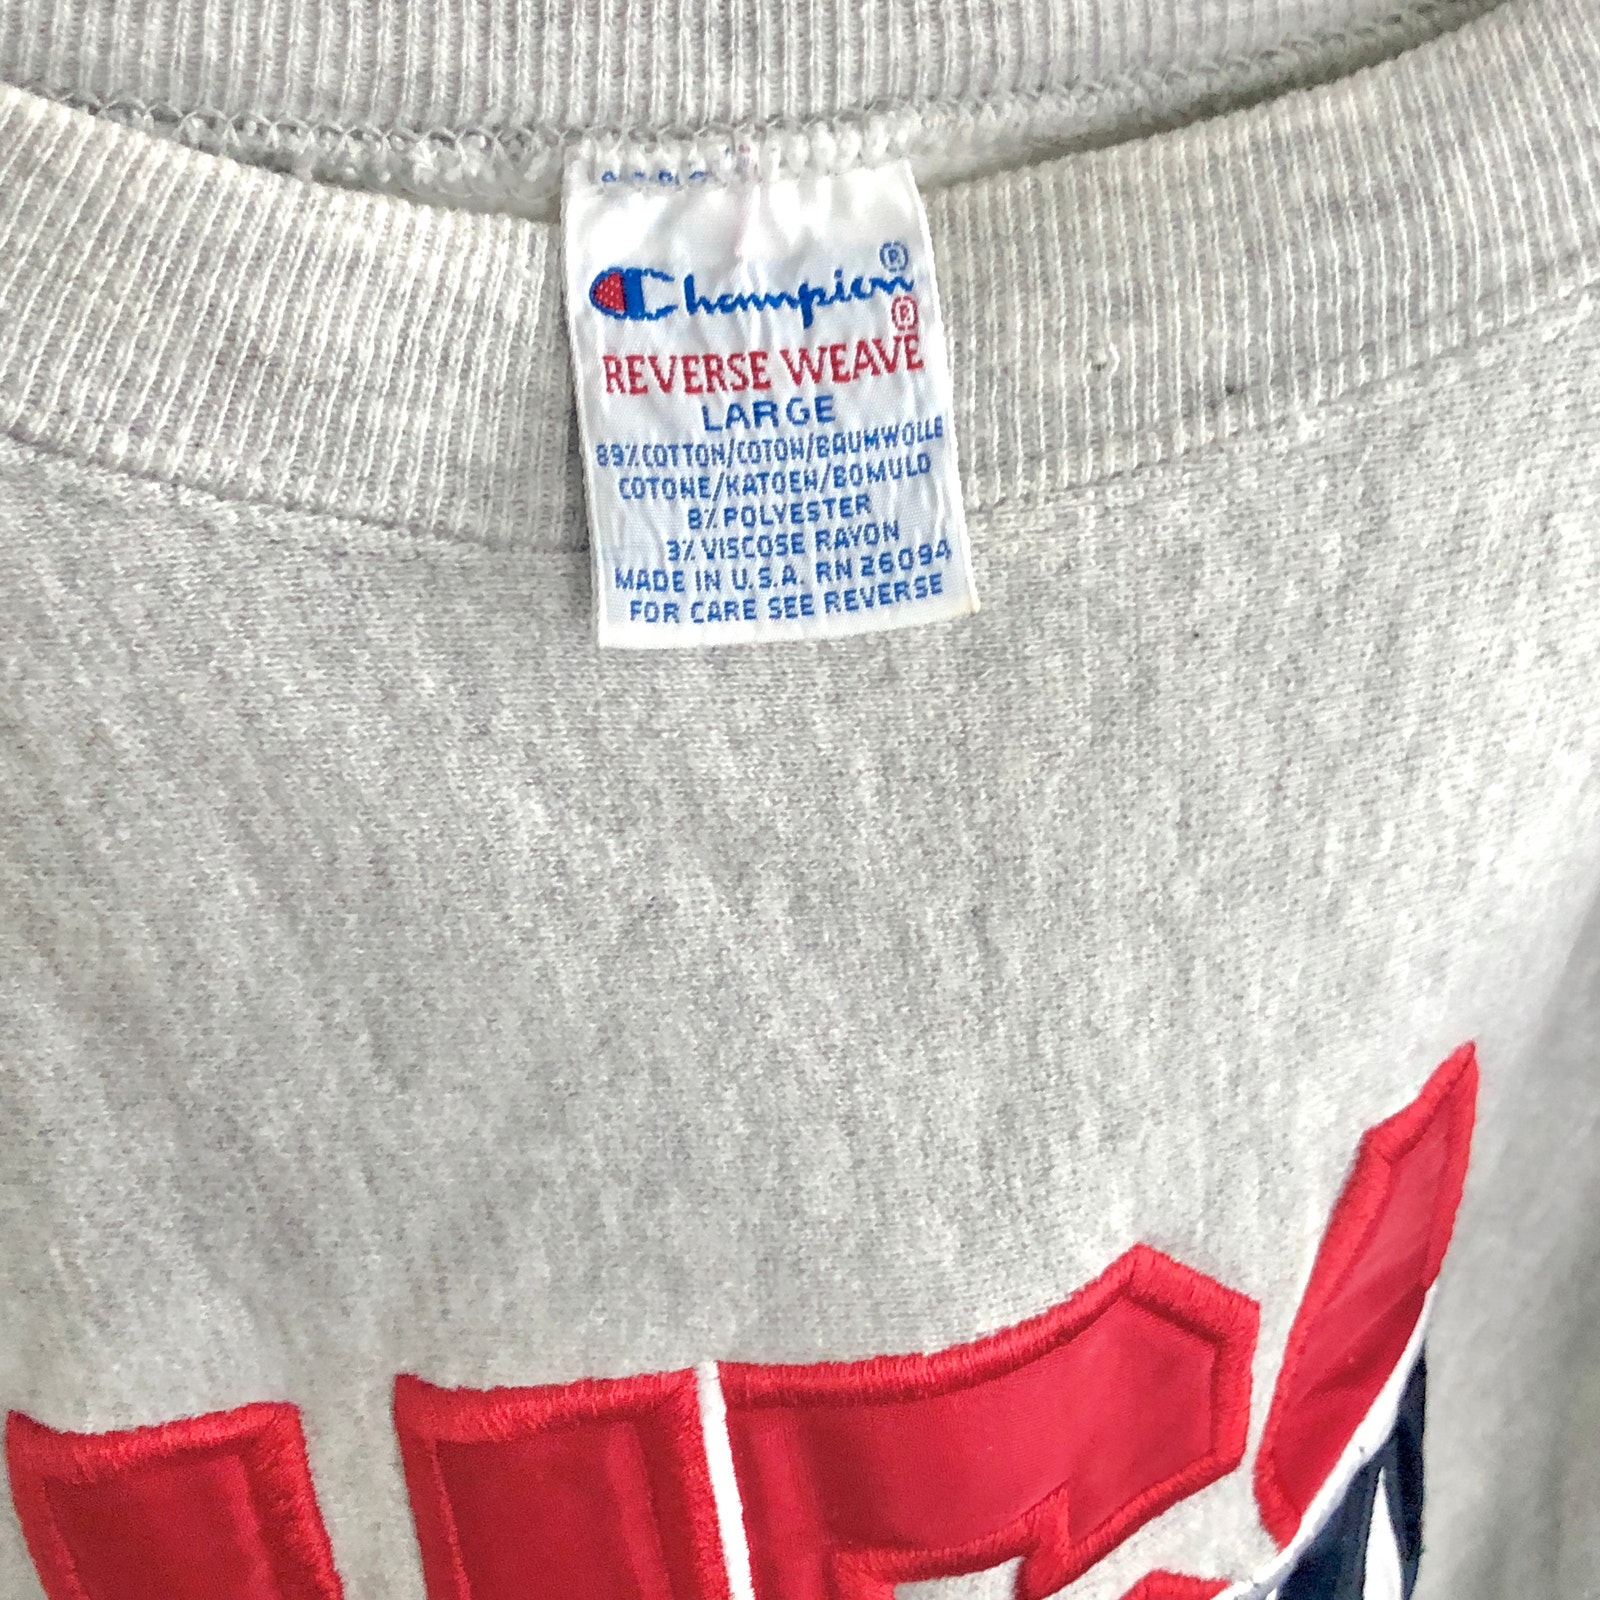 Champion®
REVERSE WEAVE®
LARGE
89% COTTON/COTON/BAUMWOLLE
COTONE/KATOEN/BOMULD
8% POLYESTER
3% VISCOSE RAYON
MADE IN U.S.A. RN 26094
FOR CARE SEE REVERSE